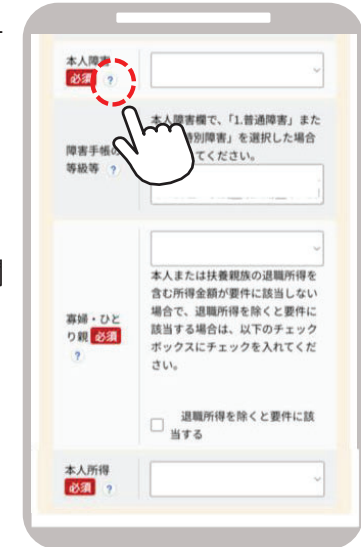 本人障害
必須 ?
本人障害欄で、「1.普通障害」また
特別障害」を選択した場合
てください。
障害手帳の
等級等 ?
寡婦・ひと
り親 必須
?
本人または扶養親族の退職所得を
含む所得金額が要件に該当しない
場合で、退職所得を除くと要件に
該当する場合は、以下のチェック
ボックスにチェックを入れてくだ
さい。
退職所得を除くと要件に該
当する
本人所得
必須 ?